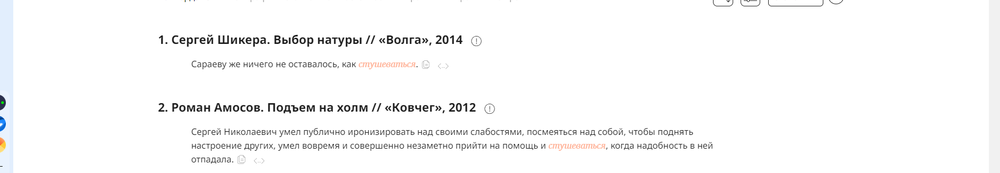 1. Сергей Шикера. Выбор натуры // «Волга», 2014
Сараеву же ничего не оставалось, как стушеваться.
2. Роман Амосов. Подъем на холм // «Ковчег», 2012
Сергей Николаевич умел публично иронизировать над своими слабостями, посмеяться над собой, чтобы поднять
настроение других, умел вовремя и совершенно незаметно прийти на помощь и стушеваться, когда надобность в ней
отпадала.